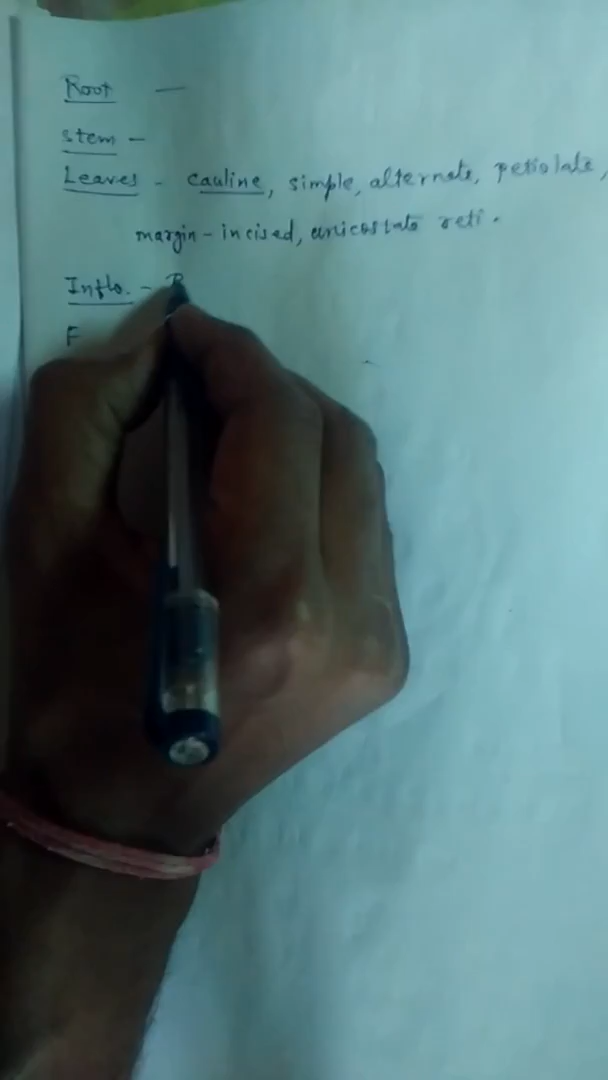 Root —
Stem —
Leaves - cauline, simple, alternate, petiolate,
margin - incised, unicostate reti.
Inflo. - R
F